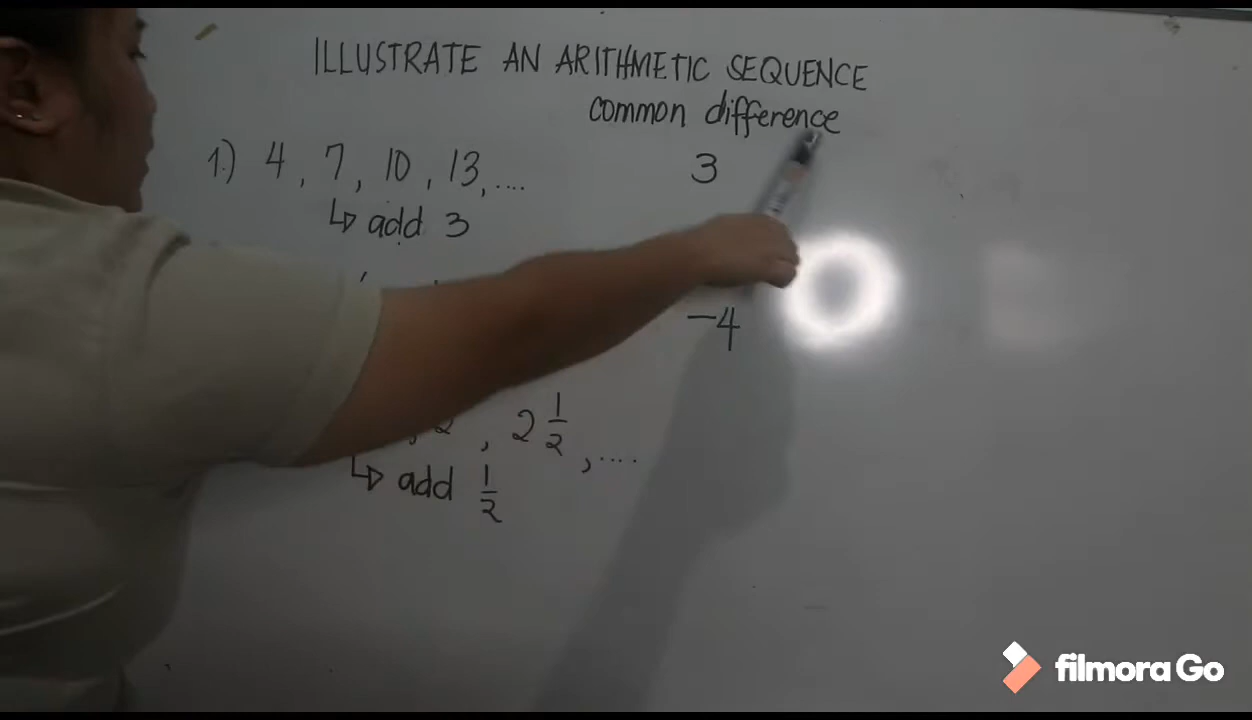 ILLUSTRATE AN ARITHMETIC SEQUENCE
common difference
1.) 4, 7, 10, 13, .... 3
↳ add 3
-4
, 2, 2 1/2, ....
↳ add 1/2
filmora Go